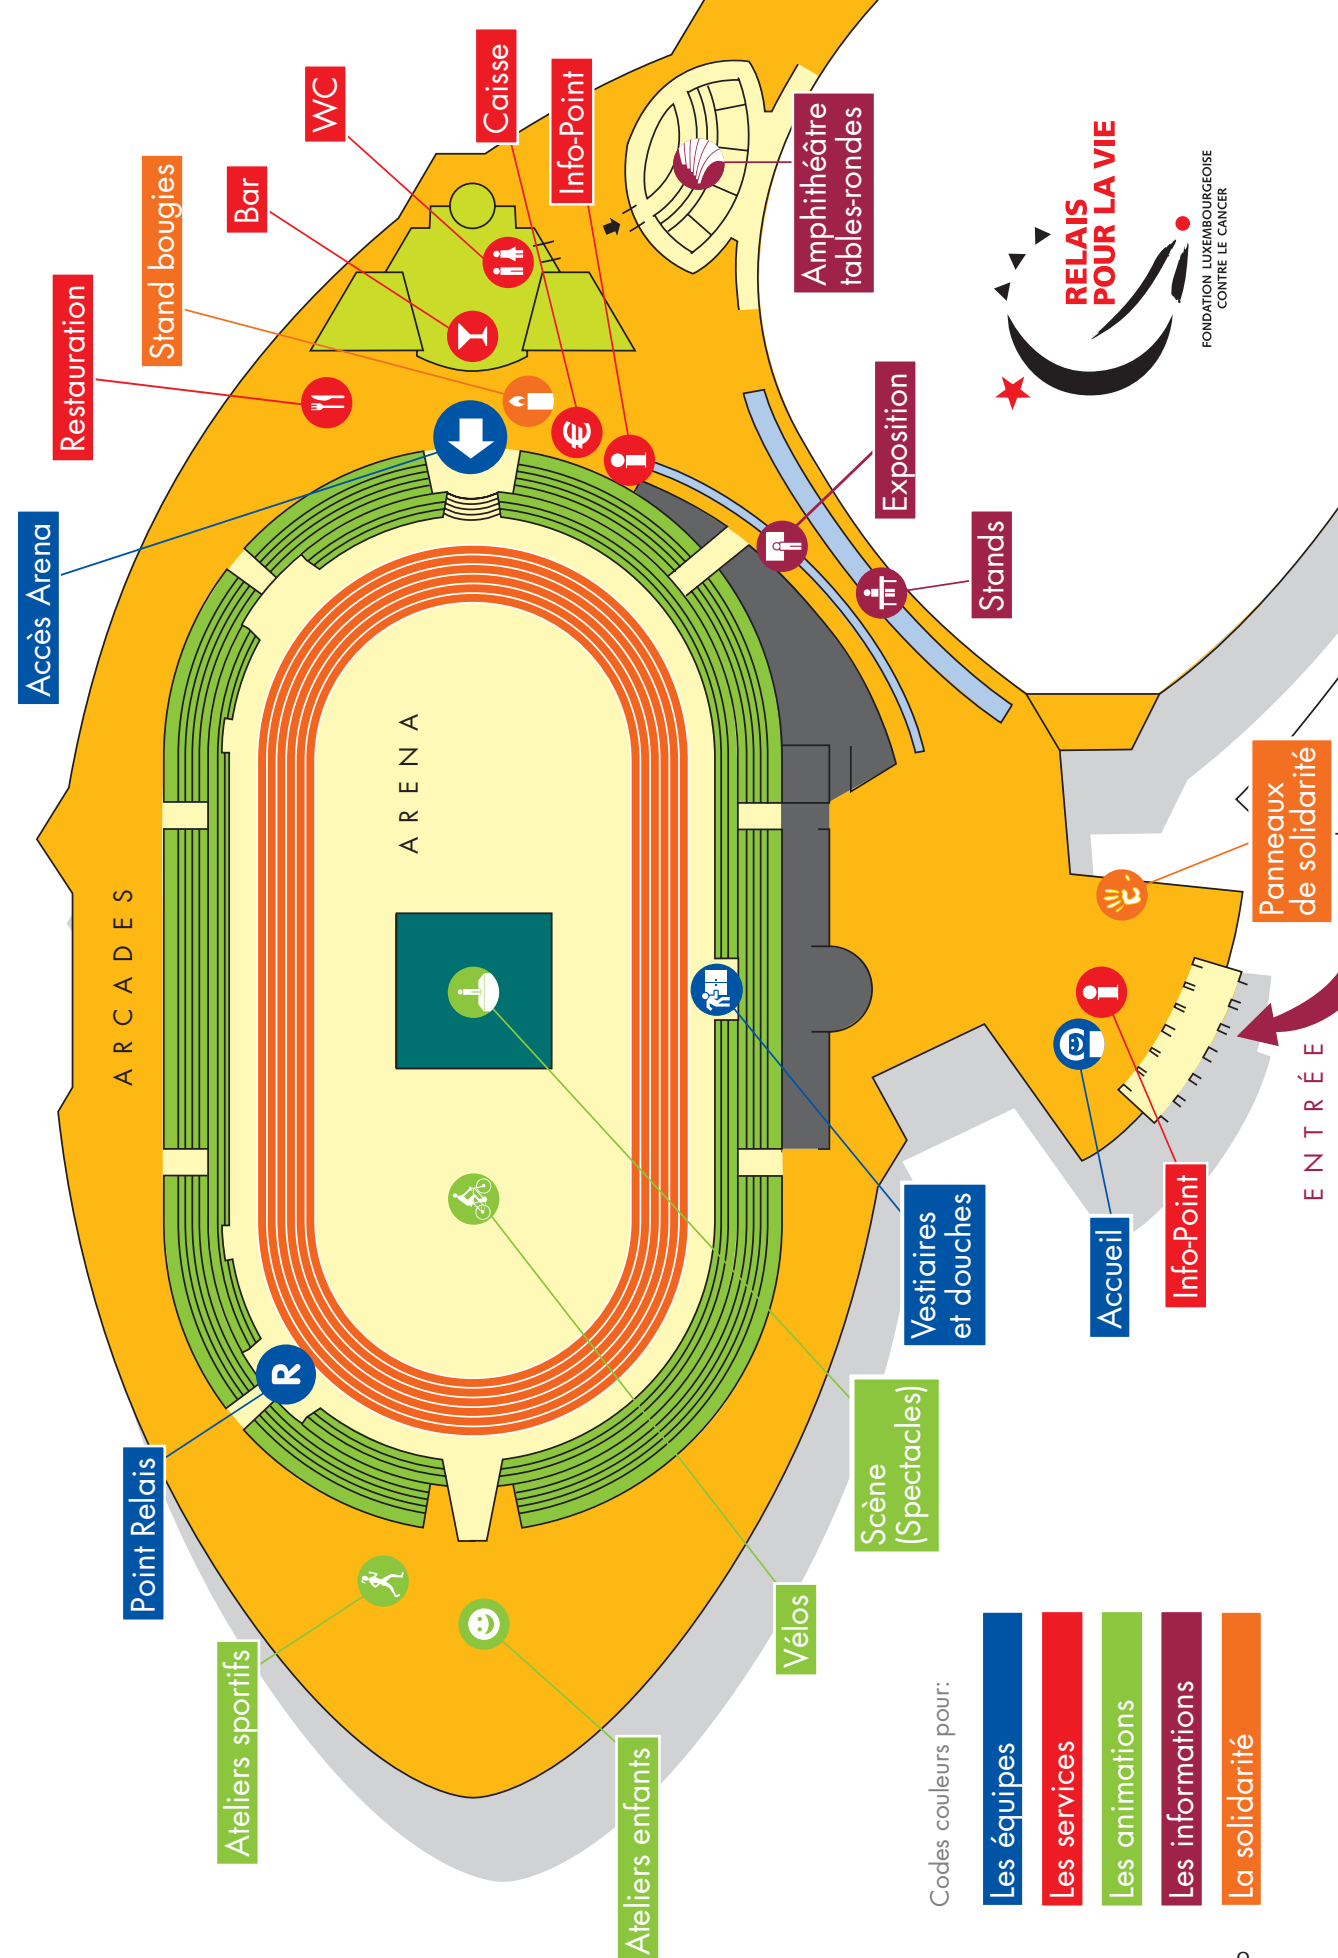 Accès Arena
Restauration
Stand bougies
Bar
WC
Caisse
Info-Point
Amphithéâtre
tables-rondes
Exposition
Stands
Panneaux
de solidarité
ARCADES
ARENA
R
€
Point Relais
Ateliers sportifs
Ateliers enfants
Vélos
Scène
(Spectacles)
Vestiaires
et douches
Accueil
Info-Point
ENTRÉE
RELAIS
POUR LA VIE
FONDATION LUXEMBOURGEOISE
CONTRE LE CANCER
Codes couleurs pour:
Les équipes
Les services
Les animations
Les informations
La solidarité